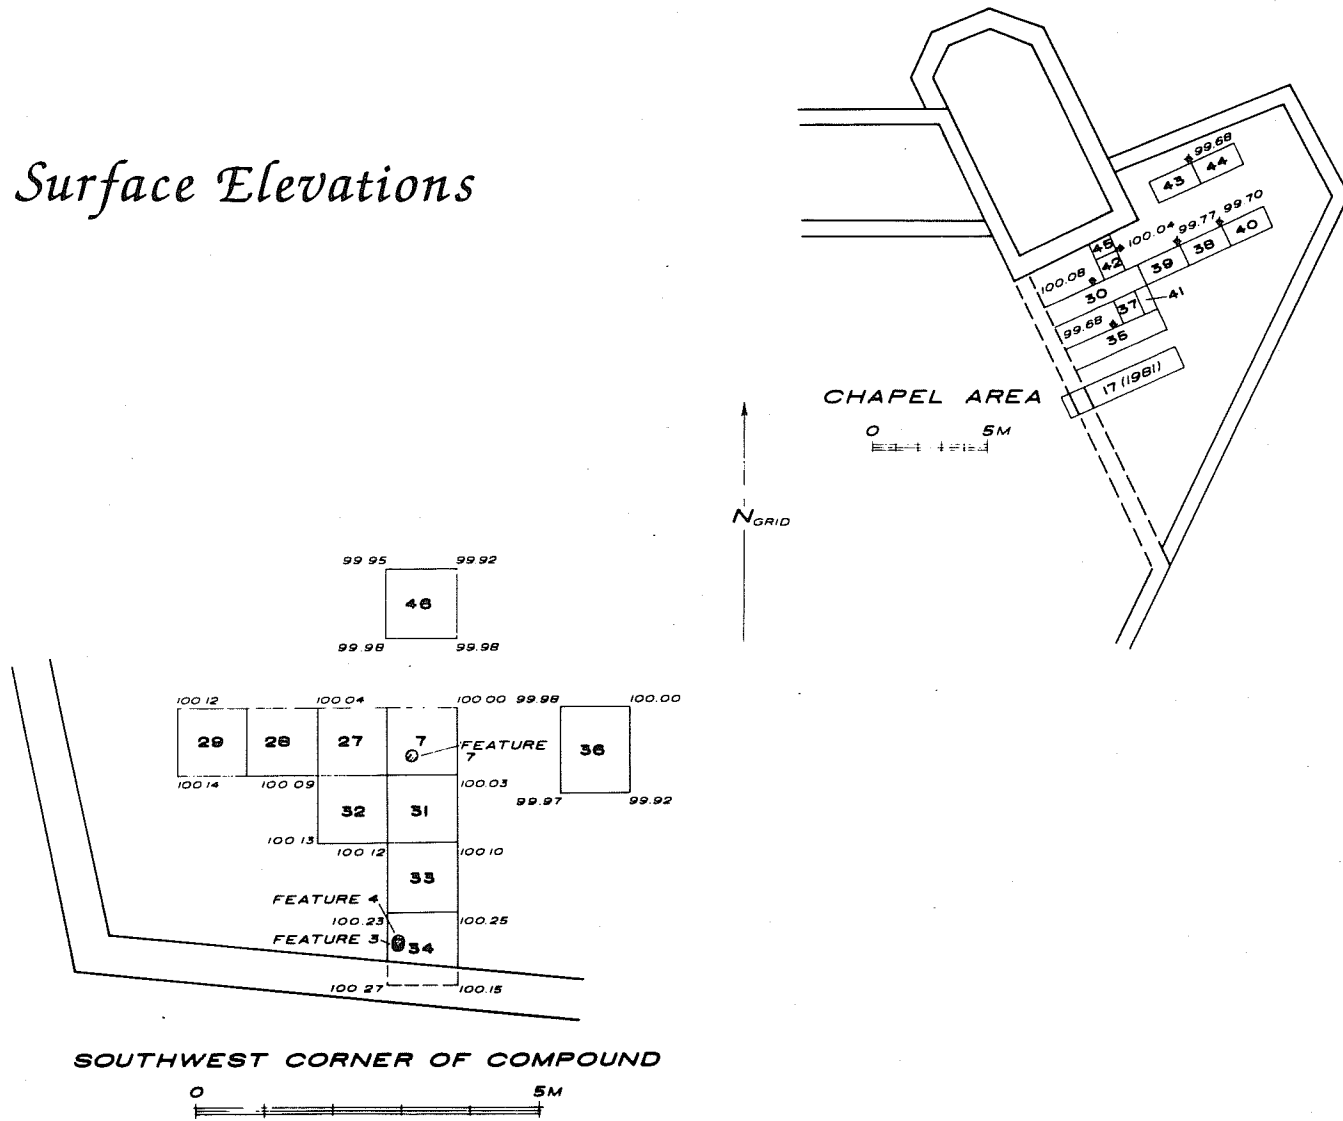 Surface Elevations
99.68
43 44
99.70
99.77
100.04
45
42
40
38
39
100.08
30
41
37
99.68
35
17 (1981)
CHAPEL AREA
0 5M
N GRID
99 95 99 92
46
99.98 99.98
100 12 100 04 100 00 99.98 100.00
29 28 27 7
FEATURE
7
36
100 14 100 09 100.03
99.97 99.92
32 31
100 13 100 12 100 10
33
FEATURE 4
100.23 100.25
FEATURE 3
34
100 27 100.15
SOUTHWEST CORNER OF COMPOUND
0 5M